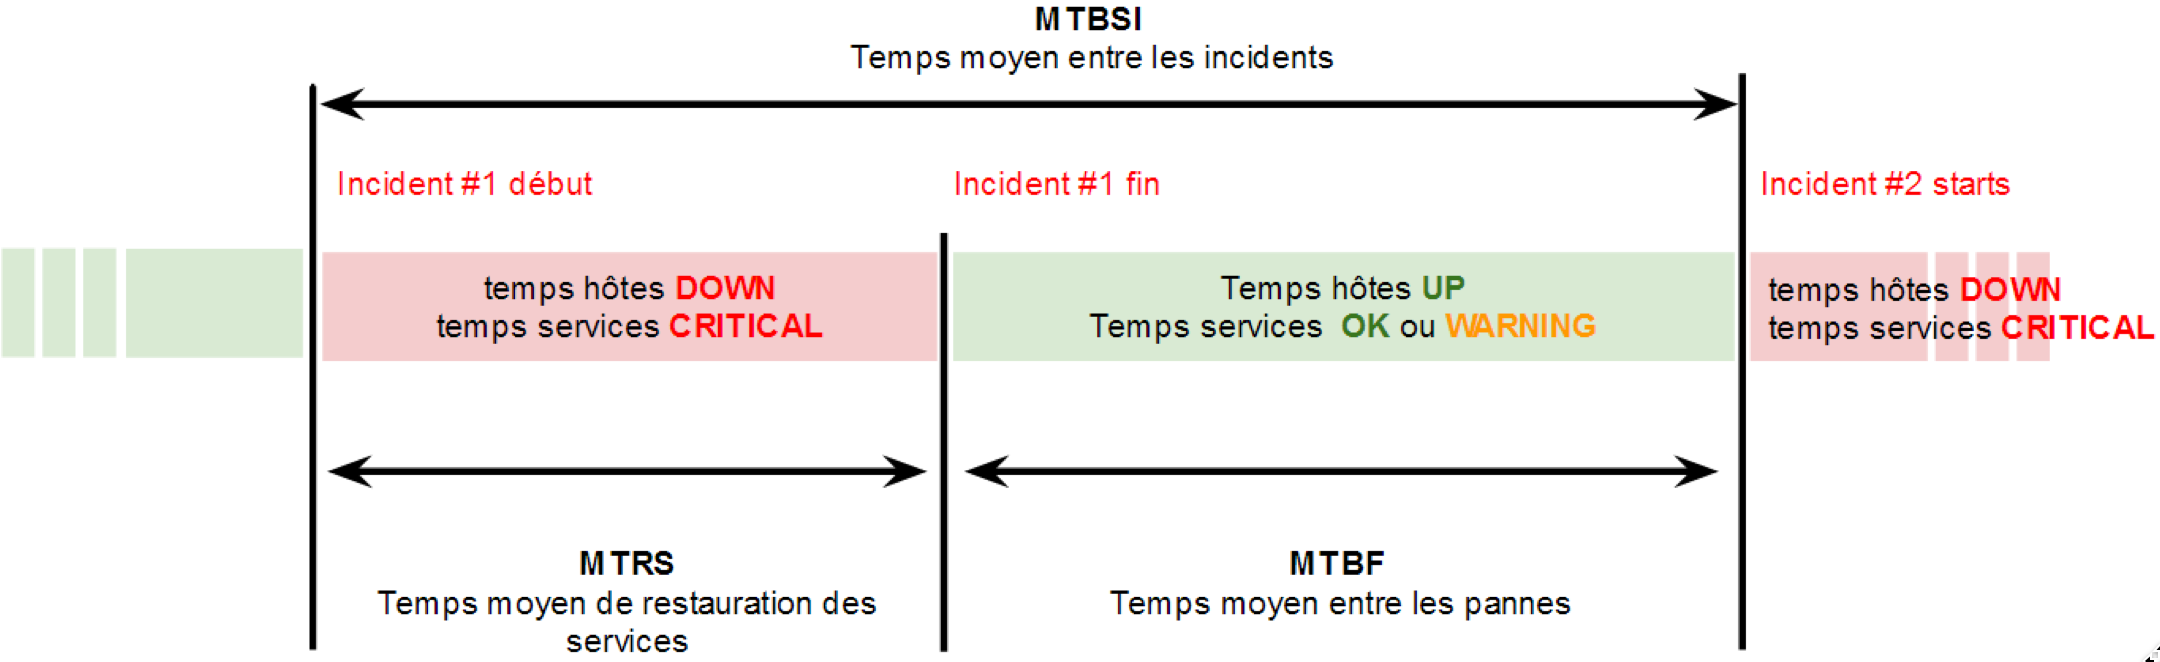 MTBSI
Temps moyen entre les incidents
Incident #1 début
Incident #1 fin
Incident #2 starts
temps hôtes DOWN
temps services CRITICAL
Temps hôtes UP
Temps services OK ou WARNING
temps hôtes DOWN
temps services CRITICAL
MTRS
Temps moyen de restauration des
services
MTBF
Temps moyen entre les pannes